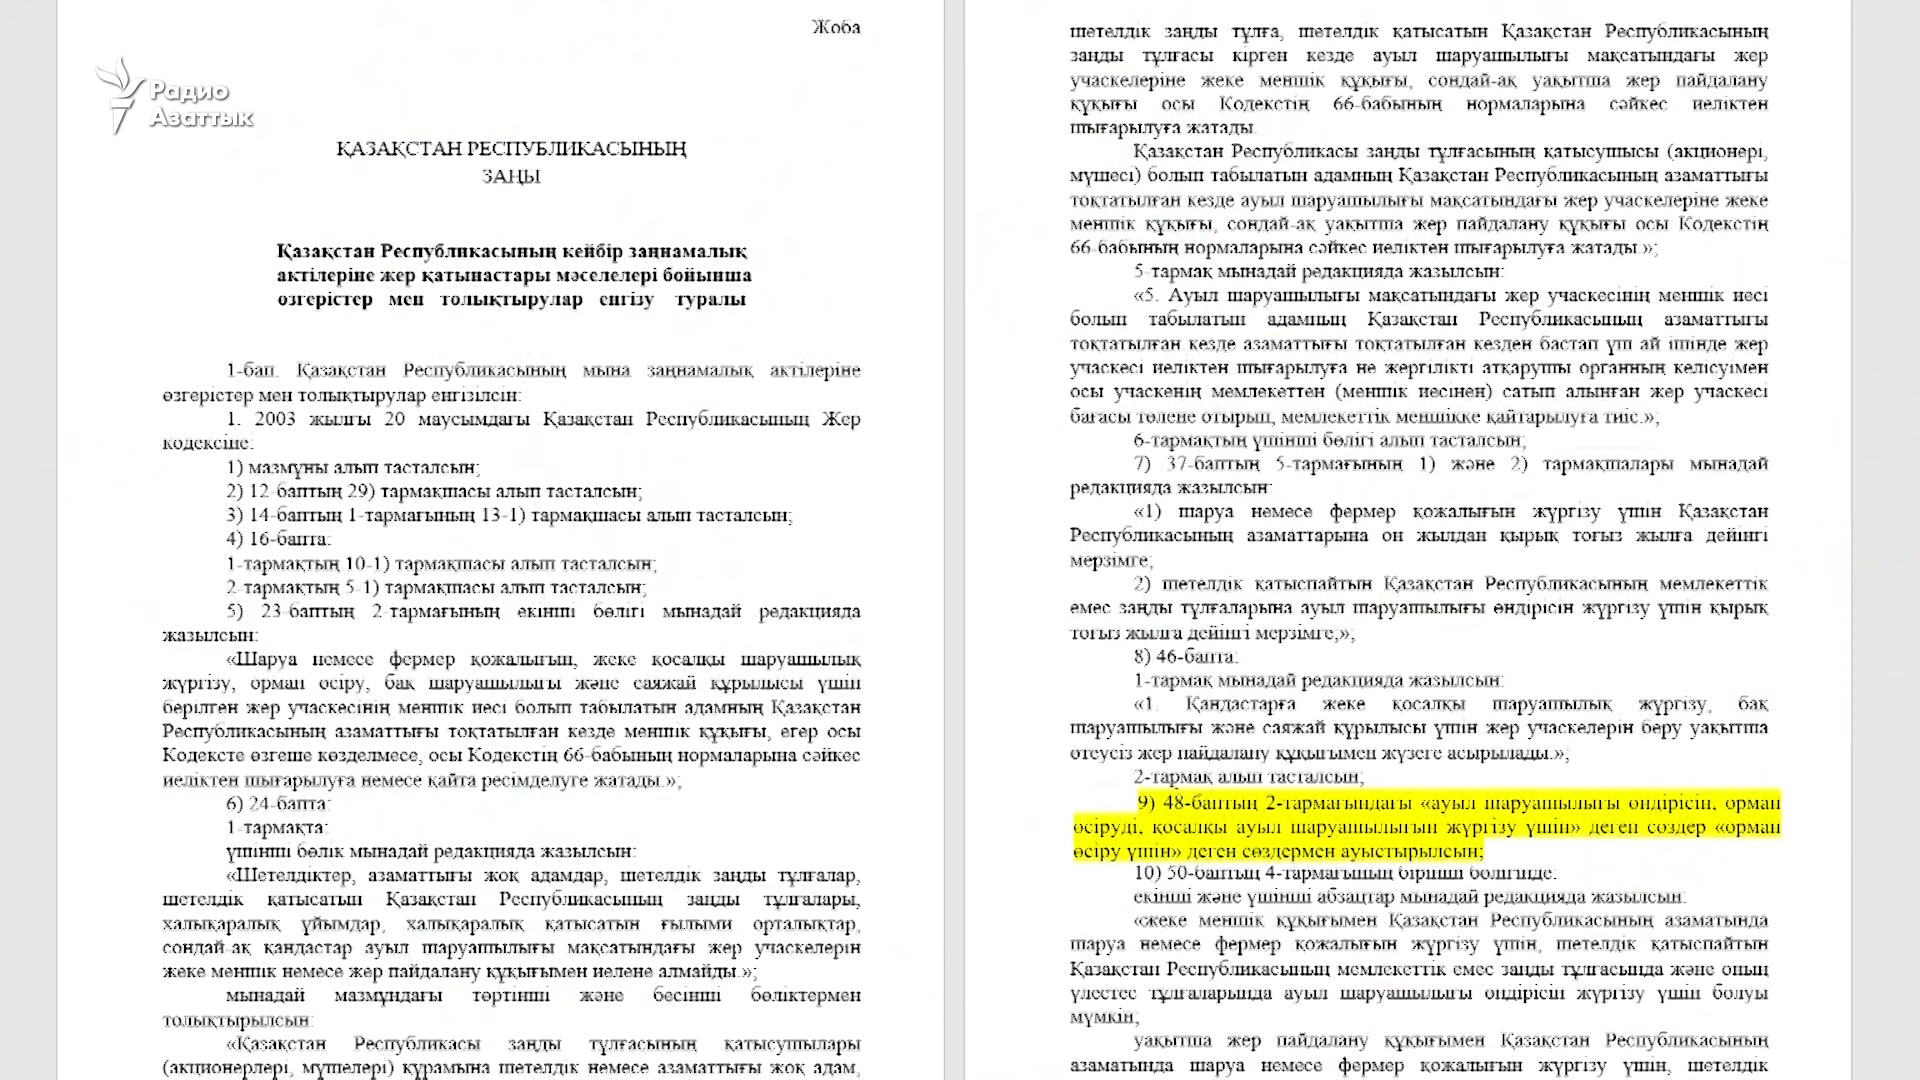 Радио
Азаттык
Жоба
ҚАЗАҚСТАН РЕСПУБЛИКАСЫНЫҢ
ЗАҢЫ
Қазақстан Республикасының кейбір заңнамалық
актілеріне жер қатынастары мәселелері бойынша
өзгерістер мен толықтырулар енгізу туралы
1-бап. Қазақстан Республикасының мына заңнамалық актілеріне
өзгерістер мен толықтырулар енгізілсін:
1. 2003 жылғы 20 маусымдағы Қазақстан Республикасының Жер
кодексіне:
1) мазмұны алып тасталсын;
2) 12-баптың 29) тармақшасы алып тасталсын;
3) 14-баптың 1-тармағының 13-1) тармақшасы алып тасталсын;
4) 16-бапта:
1-тармақтың 10-1) тармақшасы алып тасталсын;
2-тармақтың 5-1) тармақшасы алып тасталсын;
5) 23-баптың 2-тармағының екінші бөлігі мынадай редакцияда
жазылсын:
«Шаруа немесе фермер қожалығын, жеке қосалқы шаруашылық
жүргізу, орман өсіру, бақ шаруашылығы және саяжай құрылысы үшін
берілген жер учаскесінің меншік иесі болып табылатын адамның Қазақстан
Республикасының азаматтығы тоқтатылған кезде меншік құқығы, егер осы
Кодексте өзгеше көзделмесе, осы Кодекстің 66-бабының нормаларына сәйкес
иеліктен шығарылуға немесе қайта ресімделуге жатады.»;
6) 24-бапта:
1-тармақта:
үшінші бөлік мынадай редакцияда жазылсын:
«Шетелдіктер, азаматтығы жоқ адамдар, шетелдік заңды тұлғалар,
шетелдік қатысатын Қазақстан Республикасының заңды тұлғалары,
халықаралық ұйымдар, халықаралық қатысатын ғылыми орталықтар,
сондай-ақ қандастар ауыл шаруашылығы мақсатындағы жер учаскелерін
жеке меншік немесе жер пайдалану құқығымен иелене алмайды.»;
мынадай мазмұндағы төртінші және бесінші бөліктермен
толықтырылсын:
«Қазақстан Республикасы заңды тұлғасының қатысушылары
(акционерлері, мүшелері) құрамына шетелдік немесе азаматтығы жоқ адам,
шетелдік заңды тұлға, шетелдік қатысатын Қазақстан Республикасының
заңды тұлғасы кірген кезде ауыл шаруашылығы мақсатындағы жер
учаскелеріне жеке меншік құқығы, сондай-ақ уақытша жер пайдалану
құқығы осы Кодекстің 66-бабының нормаларына сәйкес иеліктен
шығарылуға жатады.
Қазақстан Республикасы заңды тұлғасының қатысушысы (акционері,
мүшесі) болып табылатын адамның Қазақстан Республикасының азаматтығы
тоқтатылған кезде ауыл шаруашылығы мақсатындағы жер учаскелеріне жеке
меншік құқығы, сондай-ақ уақытша жер пайдалану құқығы осы Кодекстің
66-бабының нормаларына сәйкес иеліктен шығарылуға жатады.»;
5-тармақ мынадай редакцияда жазылсын:
«5. Ауыл шаруашылығы мақсатындағы жер учаскесінің меншік иесі
болып табылатын адамның Қазақстан Республикасының азаматтығы
тоқтатылған кезде азаматтығы тоқтатылған кезден бастап үш ай ішінде жер
учаскесі иеліктен шығарылуға не жергілікті атқарушы органның келісуімен
осы учаскенің мемлекеттен (меншік иесінен) сатып алынған жер учаскесі
бағасы төлене отырып, мемлекеттік меншікке қайтарылуға тиіс.»;
6-тармақтың үшінші бөлігі алып тасталсын;
7) 37-баптың 5-тармағының 1) және 2) тармақшалары мынадай
редакцияда жазылсын:
«1) шаруа немесе фермер қожалығын жүргізу үшін Қазақстан
Республикасының азаматтарына он жылдан қырық тоғыз жылға дейінгі
мерзімге;
2) шетелдік қатыспайтын Қазақстан Республикасының мемлекеттік
емес заңды тұлғаларына ауыл шаруашылығы өндірісін жүргізу үшін қырық
тоғыз жылға дейінгі мерзімге,»;
8) 46-бапта:
1-тармақ мынадай редакцияда жазылсын:
«1. Қандастарға жеке қосалқы шаруашылық жүргізу, бақ
шаруашылығы және саяжай құрылысы үшін жер учаскелерін беру уақытша
өтеусіз жер пайдалану құқығымен жүзеге асырылады.»;
2-тармақ алып тасталсын;
9) 48-баптың 2-тармағындағы «ауыл шаруашылығы өндірісін, орман
өсіруді, қосалқы ауыл шаруашылығын жүргізу үшін» деген сөздер «орман
өсіру үшін» деген сөздермен ауыстырылсын;
10) 50-баптың 4-тармағының бірінші бөлігінде:
екінші және үшінші абзацтар мынадай редакцияда жазылсын:
«жеке меншік құқығымен Қазақстан Республикасының азаматында
шаруа немесе фермер қожалығын жүргізу үшін, шетелдік қатыспайтын
Қазақстан Республикасының мемлекеттік емес заңды тұлғасында және оның
үлестес тұлғаларында ауыл шаруашылығы өндірісін жүргізу үшін болуы
мүмкін;
уақытша жер пайдалану құқығымен Қазақстан Республикасының
азаматында шаруа немесе фермер қожалығын жүргізу үшін, шетелдік